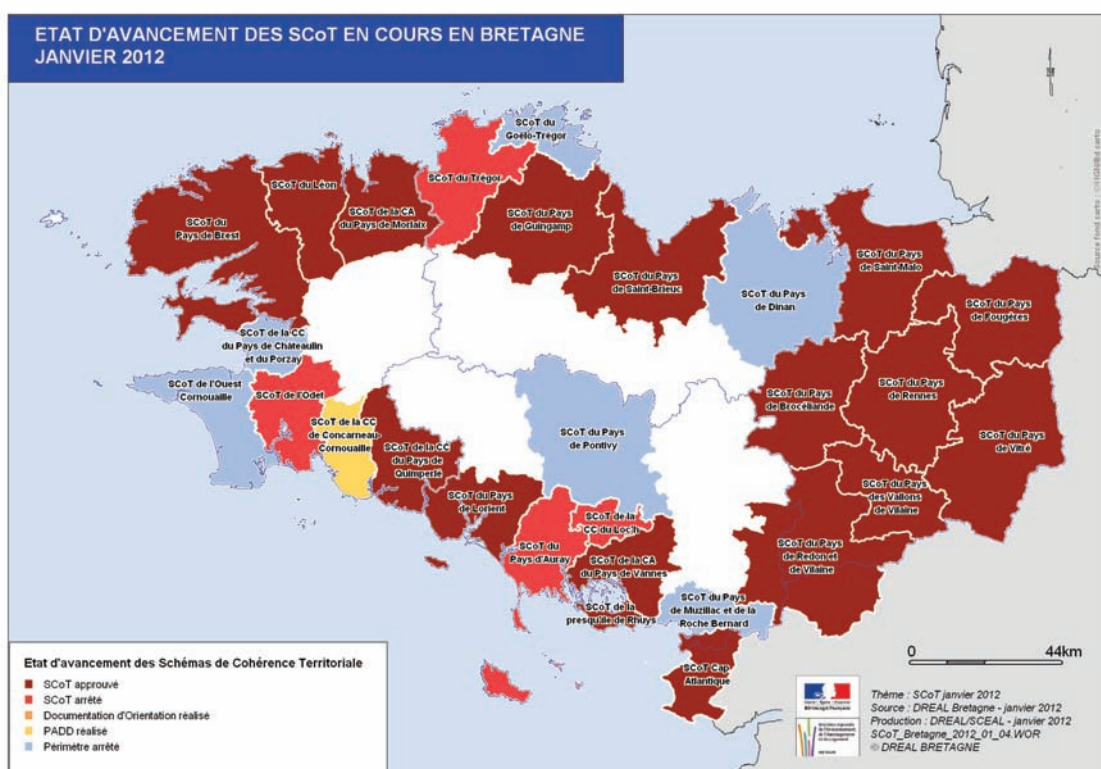 ETAT D'AVANCEMENT DES SCoT EN COURS EN BRETAGNE
JANVIER 2012
SCoT du
Goëlo-Trégor
SCoT du Trégor
SCoT du Léon
SCoT de la CA
du Pays de Morlaix
SCoT du
Pays de Brest
SCoT du Pays
de Guingamp
SCoT du Pays
de Saint-Brieuc
SCoT du Pays
de Dinan
SCoT du Pays
de Saint-Malo
SCoT du Pays
de Fougères
SCoT de la CC
du Pays de Châteaulin
et du Porzay
SCoT de l'Ouest
Cornouaille
SCoT de l'Odet
SCoT de la CC
de Concarneau-
Cornouaille
SCoT de la CC
du Pays de
Quimperlé
SCoT du Pays
de Lorient
SCoT du Pays
de Pontivy
SCoT du Pays
de Brocéliande
SCoT du Pays
de Rennes
SCoT du Pays
de Vitré
SCoT du Pays
des Vallons
de Vilaine
SCoT du Pays
de Redon et
de Vilaine
SCoT du
Pays d'Auray
SCoT de la
CC du Loc'h
SCoT de la CA
du Pays de Vannes
SCoT de la
presqu'île de Rhuys
SCoT du Pays
de Muzillac et de la
Roche Bernard
SCoT Cap
Atlantique
Etat d'avancement des Schémas de Cohérence Territoriale
SCoT approuvé
SCoT arrêté
Documentation d'Orientation réalisé
PADD réalisé
Périmètre arrêté
0 44km
Thème : SCoT janvier 2012
Source : DREAL Bretagne - janvier 2012
Production : DREAL/SCEAL - janvier 2012
SCoT_Bretagne_2012_01_04.WOR
© DREAL BRETAGNE